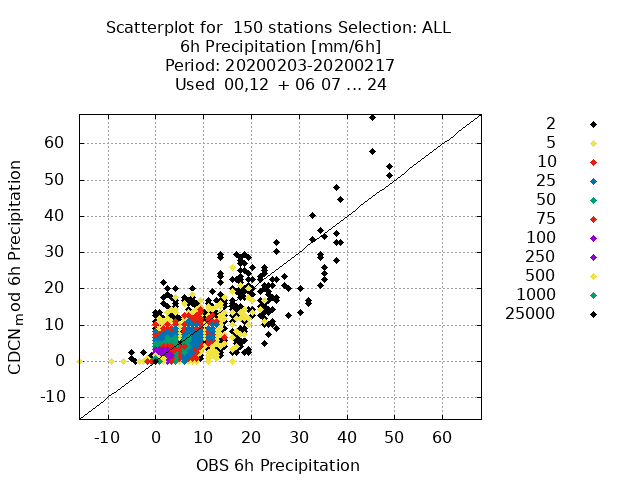 Scatterplot for  150 stations Selection: ALL
6h Precipitation [mm/6h]
Period: 20200203-20200217
Used  00,12  + 06 07 ... 24
CDCN_mod 6h Precipitation
60
50
40
30
20
10
0
-10
-10 0 10 20 30 40 50 60
OBS 6h Precipitation
2
5
10
25
50
75
100
250
500
1000
25000